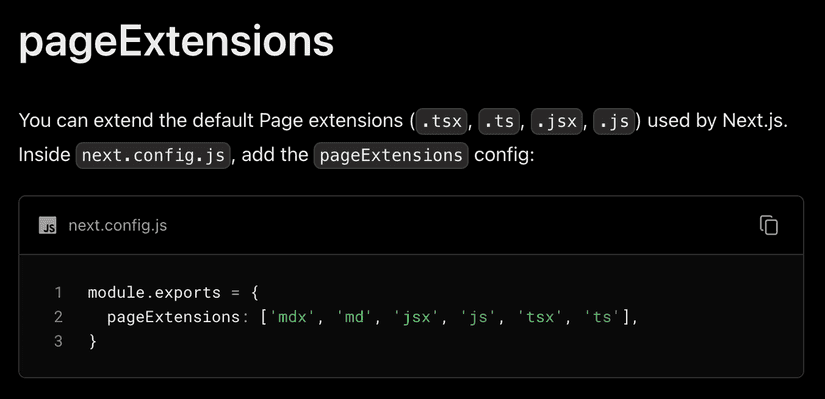 pageExtensions
You can extend the default Page extensions (.tsx, .ts, .jsx, .js) used by Next.js.
Inside next.config.js, add the pageExtensions config:
JS next.config.js
1 module.exports = {
2   pageExtensions: ['mdx', 'md', 'jsx', 'js', 'tsx', 'ts'],
3 }